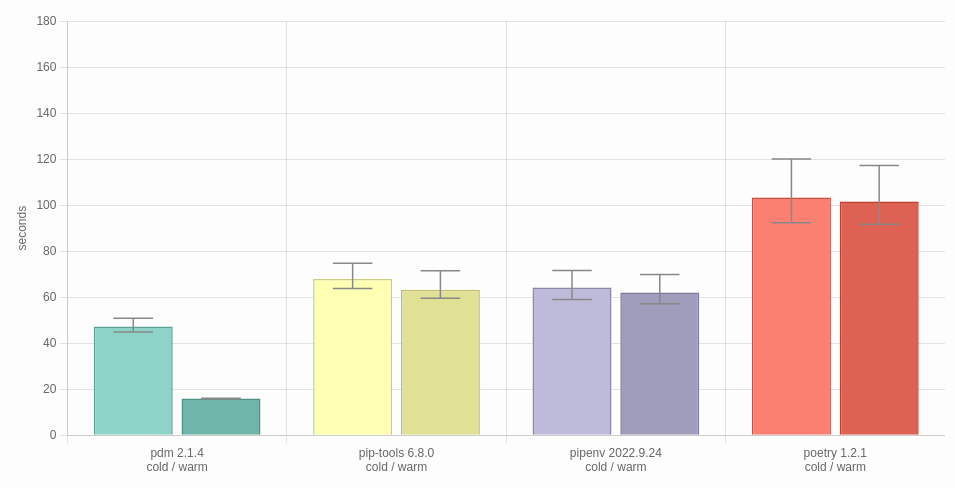 180
160
140
120
100
80
60
40
20
0
seconds
pdm 2.1.4
cold / warm
pip-tools 6.8.0
cold / warm
pipenv 2022.9.24
cold / warm
poetry 1.2.1
cold / warm